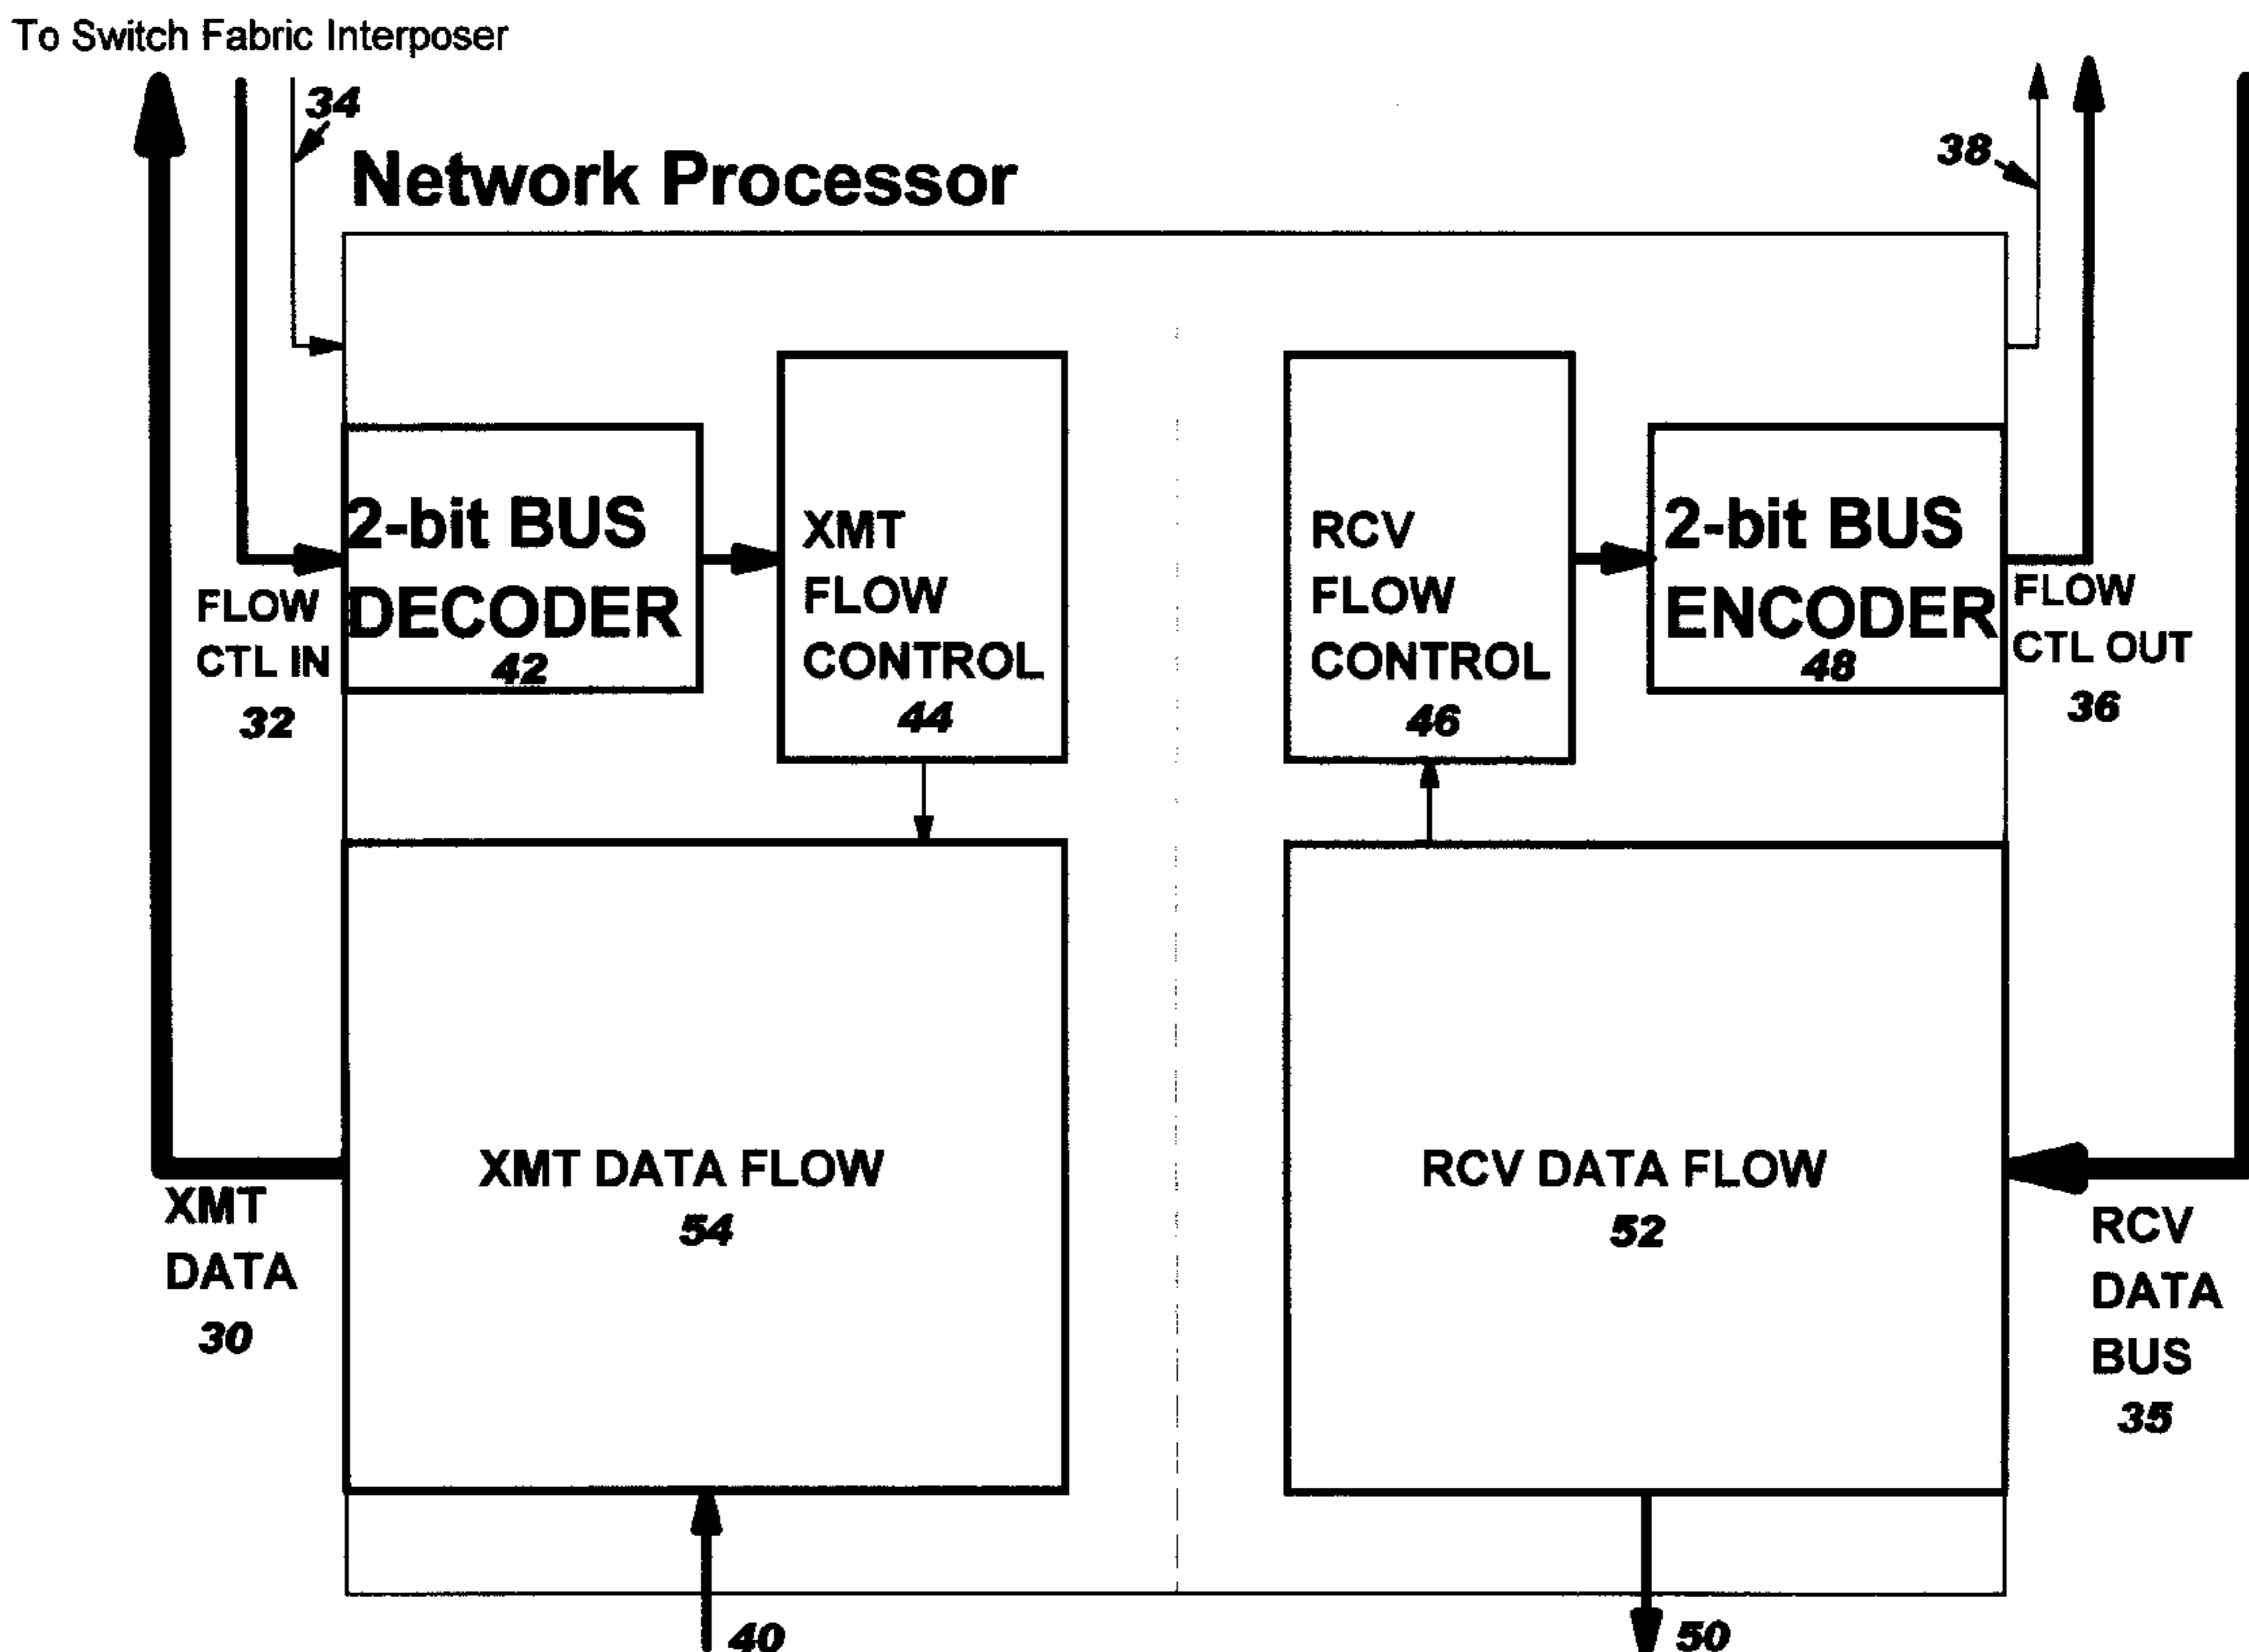 To Switch Fabric Interposer
34
38
Network Processor
2-bit BUS
DECODER
42
XMT
FLOW
CONTROL
44
RCV
FLOW
CONTROL
46
2-bit BUS
ENCODER
48
FLOW
CTL IN
32
FLOW
CTL OUT
36
XMT DATA FLOW
54
RCV DATA FLOW
52
XMT
DATA
30
RCV
DATA
BUS
35
40
50